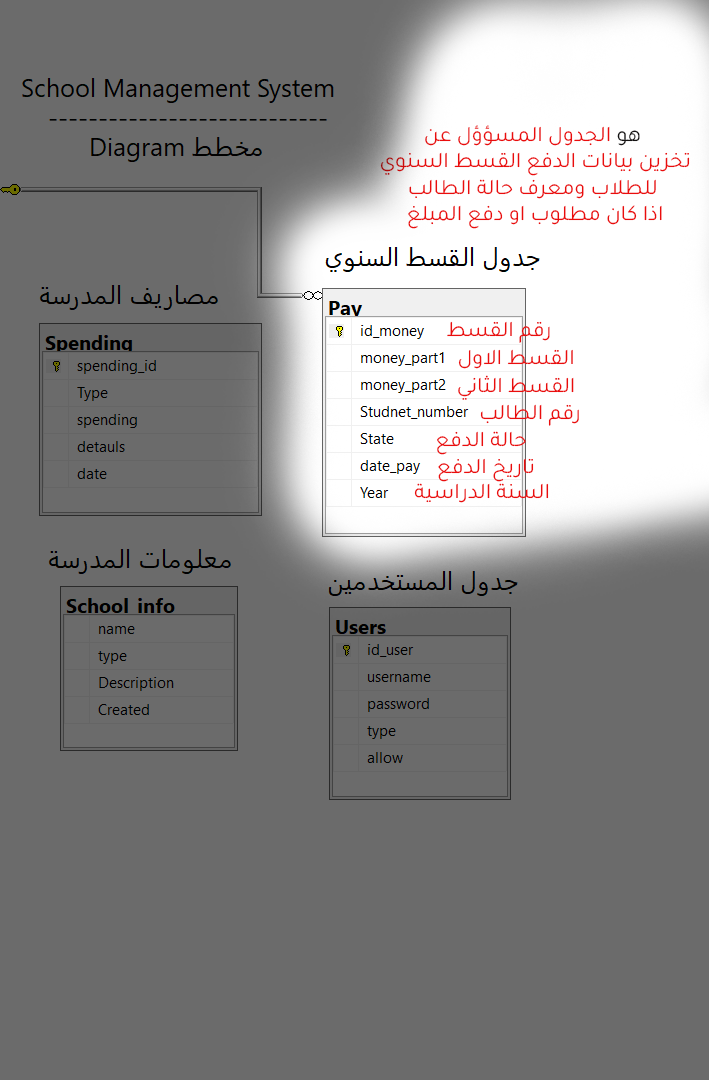 School Management System
----------------------------
Diagram مخطط
هو الجدول المسؤؤل عن
تخزين بيانات الدفع القسط السنوي
للطلاب ومعرف حالة الطالب
اذا كان مطلوب او دفع المبلغ
جدول القسط السنوي
Pay
id_money رقم القسط
money_part1 القسط الاول
money_part2 القسط الثاني
Studnet_number رقم الطالب
State حالة الدفع
date_pay تاريخ الدفع
Year السنة الدراسية
مصاريف المدرسة
Spending
spending_id
Type
spending
detauls
date
معلومات المدرسة
School_info
name
type
Description
Created
جدول المستخدمين
Users
id_user
username
password
type
allow